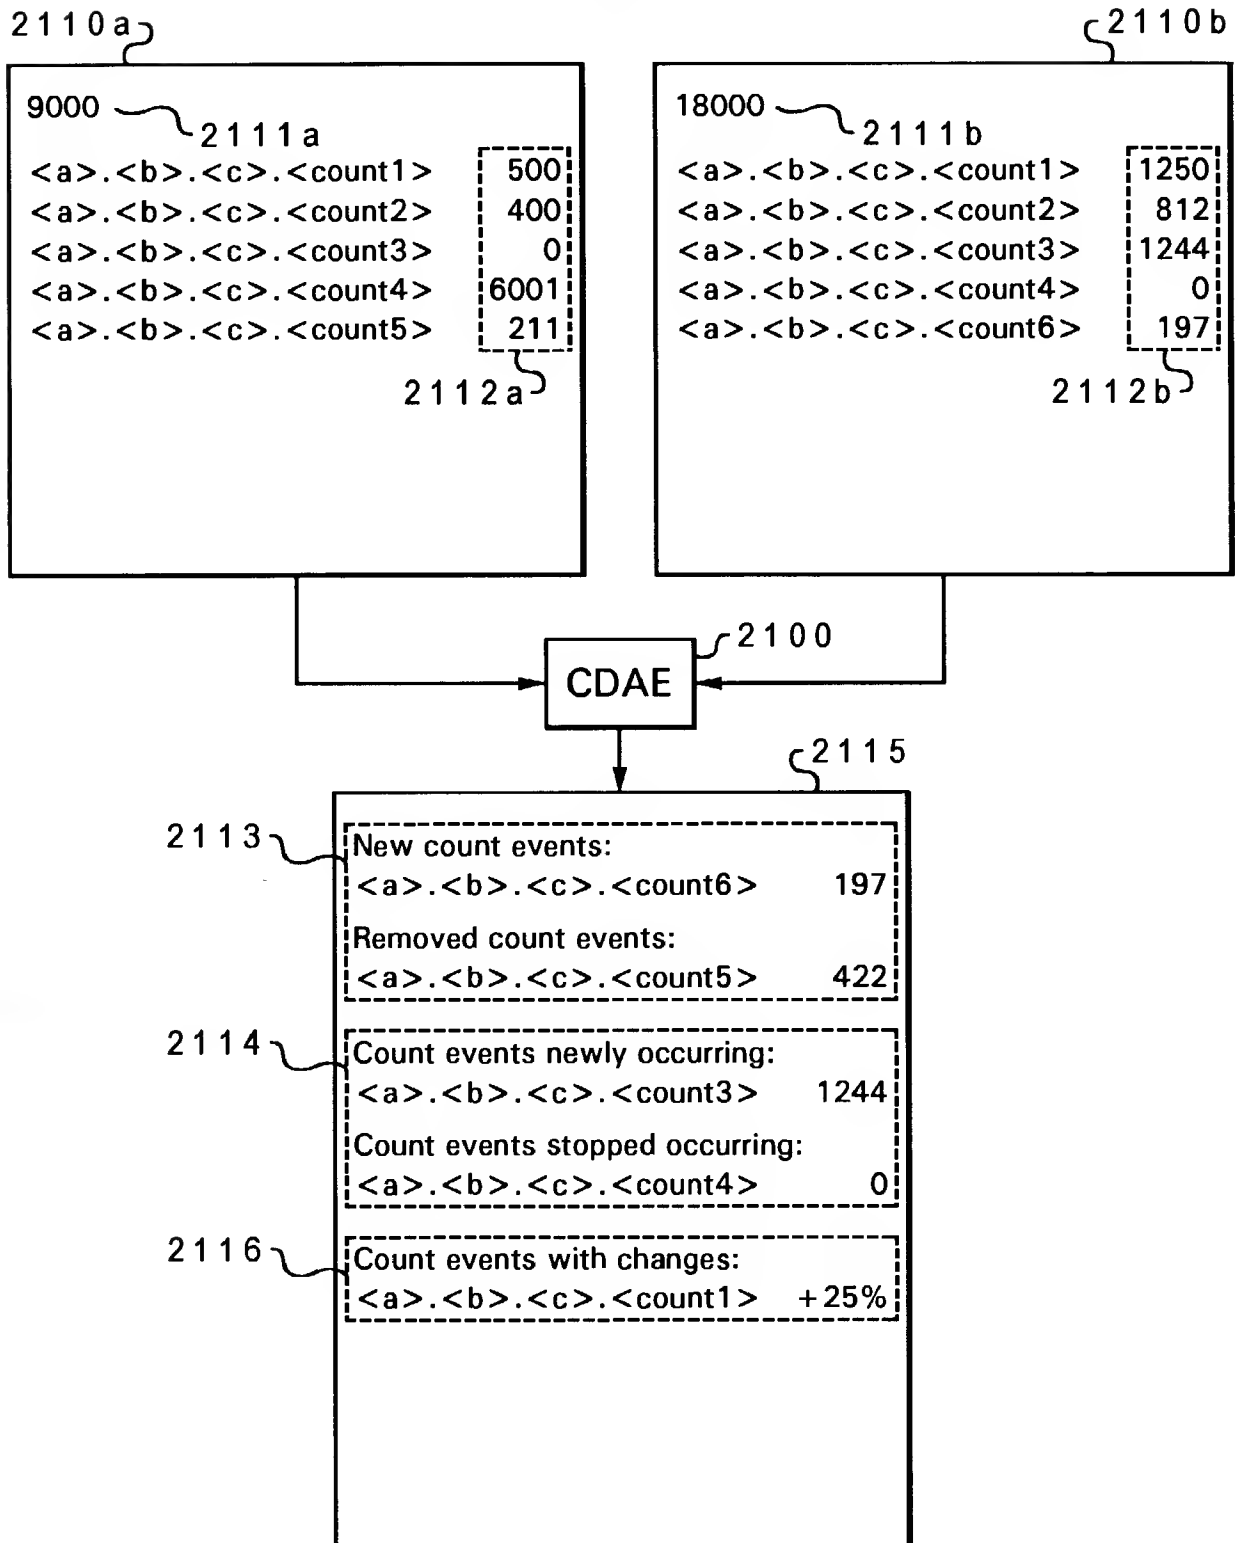 2110a
9000
2111a
<a>.<b>.<c>.<count1> 500
<a>.<b>.<c>.<count2> 400
<a>.<b>.<c>.<count3> 0
<a>.<b>.<c>.<count4> 6001
<a>.<b>.<c>.<count5> 211
2112a
2110b
18000
2111b
<a>.<b>.<c>.<count1> 1250
<a>.<b>.<c>.<count2> 812
<a>.<b>.<c>.<count3> 1244
<a>.<b>.<c>.<count4> 0
<a>.<b>.<c>.<count6> 197
2112b
2100
CDAE
2115
2113
New count events:
<a>.<b>.<c>.<count6> 197
Removed count events:
<a>.<b>.<c>.<count5> 422
2114
Count events newly occurring:
<a>.<b>.<c>.<count3> 1244
Count events stopped occurring:
<a>.<b>.<c>.<count4> 0
2116
Count events with changes:
<a>.<b>.<c>.<count1> +25%